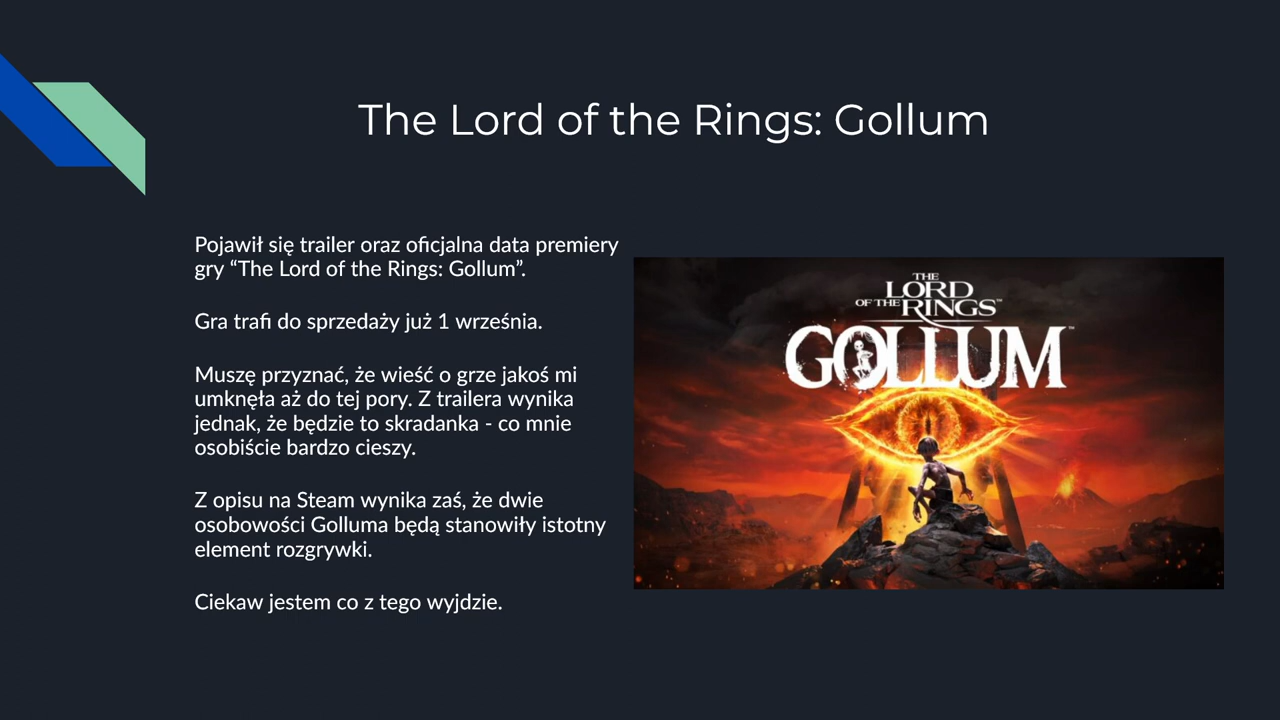 The Lord of the Rings: Gollum
Pojawił się trailer oraz oficjalna data premiery
gry “The Lord of the Rings: Gollum”.
Gra trafi do sprzedaży już 1 września.
Muszę przyznać, że wieść o grze jakoś mi
umknęła aż do tej pory. Z trailera wynika
jednak, że będzie to skradanka - co mnie
osobiście bardzo cieszy.
Z opisu na Steam wynika zaś, że dwie
osobowości Golluma będą stanowiły istotny
element rozgrywki.
Ciekaw jestem co z tego wyjdzie.
THE
LORD
OF THE RINGS™
GOLLUM™